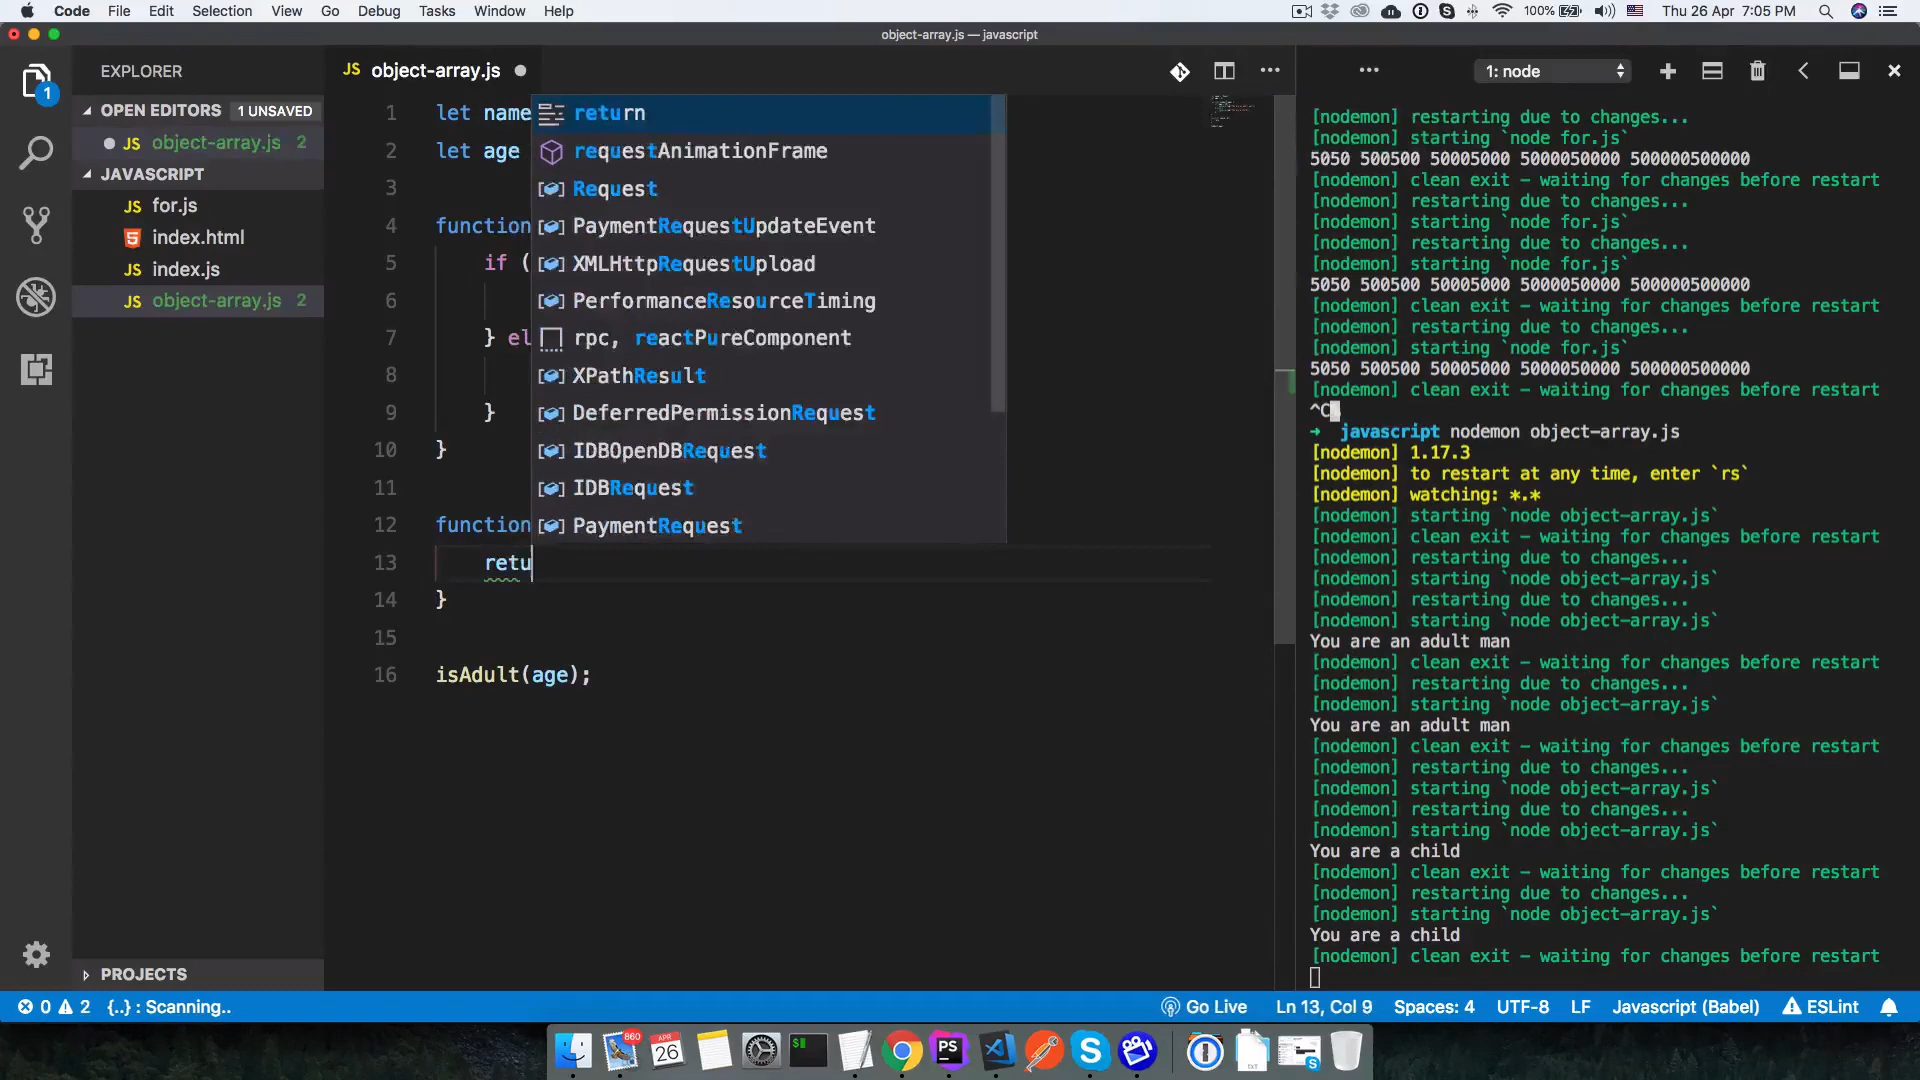 Code File Edit Selection View Go Debug Tasks Window Help 100% Thu 26 Apr 7:05 PM
object-array.js — javascript
EXPLORER
OPEN EDITORS 1 UNSAVED
JS object-array.js 2
JAVASCRIPT
JS for.js
index.html
JS index.js
JS object-array.js 2
PROJECTS
1
JS object-array.js
1 let name
2 let age
3
4 function
5 if (
6
7 } el
8
9 }
10 }
11
12 function
13 retu
14 }
15
16 isAdult(age);
return
requestAnimationFrame
Request
PaymentRequestUpdateEvent
XMLHttpRequestUpload
PerformanceResourceTiming
rpc, reactPureComponent
XPathResult
DeferredPermissionRequest
IDBOpenDBRequest
IDBRequest
PaymentRequest
1: node
[nodemon] restarting due to changes...
[nodemon] starting `node for.js`
5050 500500 50005000 5000050000 500000500000
[nodemon] clean exit - waiting for changes before restart
[nodemon] restarting due to changes...
[nodemon] starting `node for.js`
[nodemon] restarting due to changes...
[nodemon] starting `node for.js`
5050 500500 50005000 5000050000 500000500000
[nodemon] clean exit - waiting for changes before restart
[nodemon] restarting due to changes...
[nodemon] starting `node for.js`
5050 500500 50005000 5000050000 500000500000
[nodemon] clean exit - waiting for changes before restart
^C
➜ javascript nodemon object-array.js
[nodemon] 1.17.3
[nodemon] to restart at any time, enter `rs`
[nodemon] watching: *.*
[nodemon] starting `node object-array.js`
[nodemon] clean exit - waiting for changes before restart
[nodemon] restarting due to changes...
[nodemon] starting `node object-array.js`
[nodemon] restarting due to changes...
[nodemon] starting `node object-array.js`
You are an adult man
[nodemon] clean exit - waiting for changes before restart
[nodemon] restarting due to changes...
[nodemon] starting `node object-array.js`
You are an adult man
[nodemon] clean exit - waiting for changes before restart
[nodemon] restarting due to changes...
[nodemon] starting `node object-array.js`
[nodemon] restarting due to changes...
[nodemon] starting `node object-array.js`
You are a child
[nodemon] clean exit - waiting for changes before restart
[nodemon] restarting due to changes...
[nodemon] starting `node object-array.js`
You are a child
[nodemon] clean exit - waiting for changes before restart
0 2 {..} : Scanning.. Go Live Ln 13, Col 9 Spaces: 4 UTF-8 LF Javascript (Babel) ESLint
860 APR 26 $ PS S TXT S